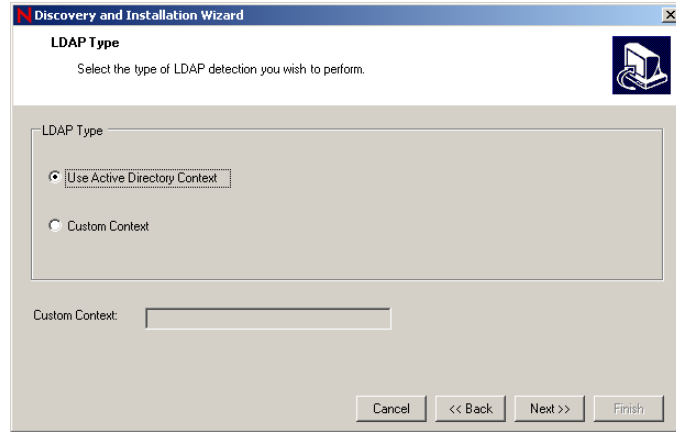 Discovery and Installation Wizard
LDAP Type
Select the type of LDAP detection you wish to perform.
LDAP Type
Use Active Directory Context
Custom Context
Custom Context:
Cancel << Back Next >> Finish